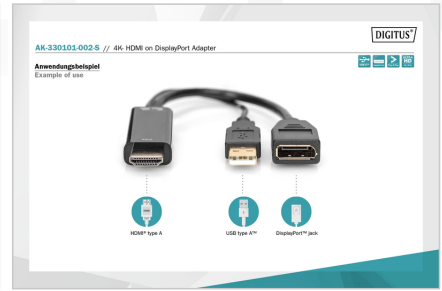 DIGITUS®
AK-330101-002-S // 4K- HDMI on DisplayPort Adapter
Anwendungsbeispiel
Example of use
HDMI® type A
USB type A™
DisplayPort™ jack